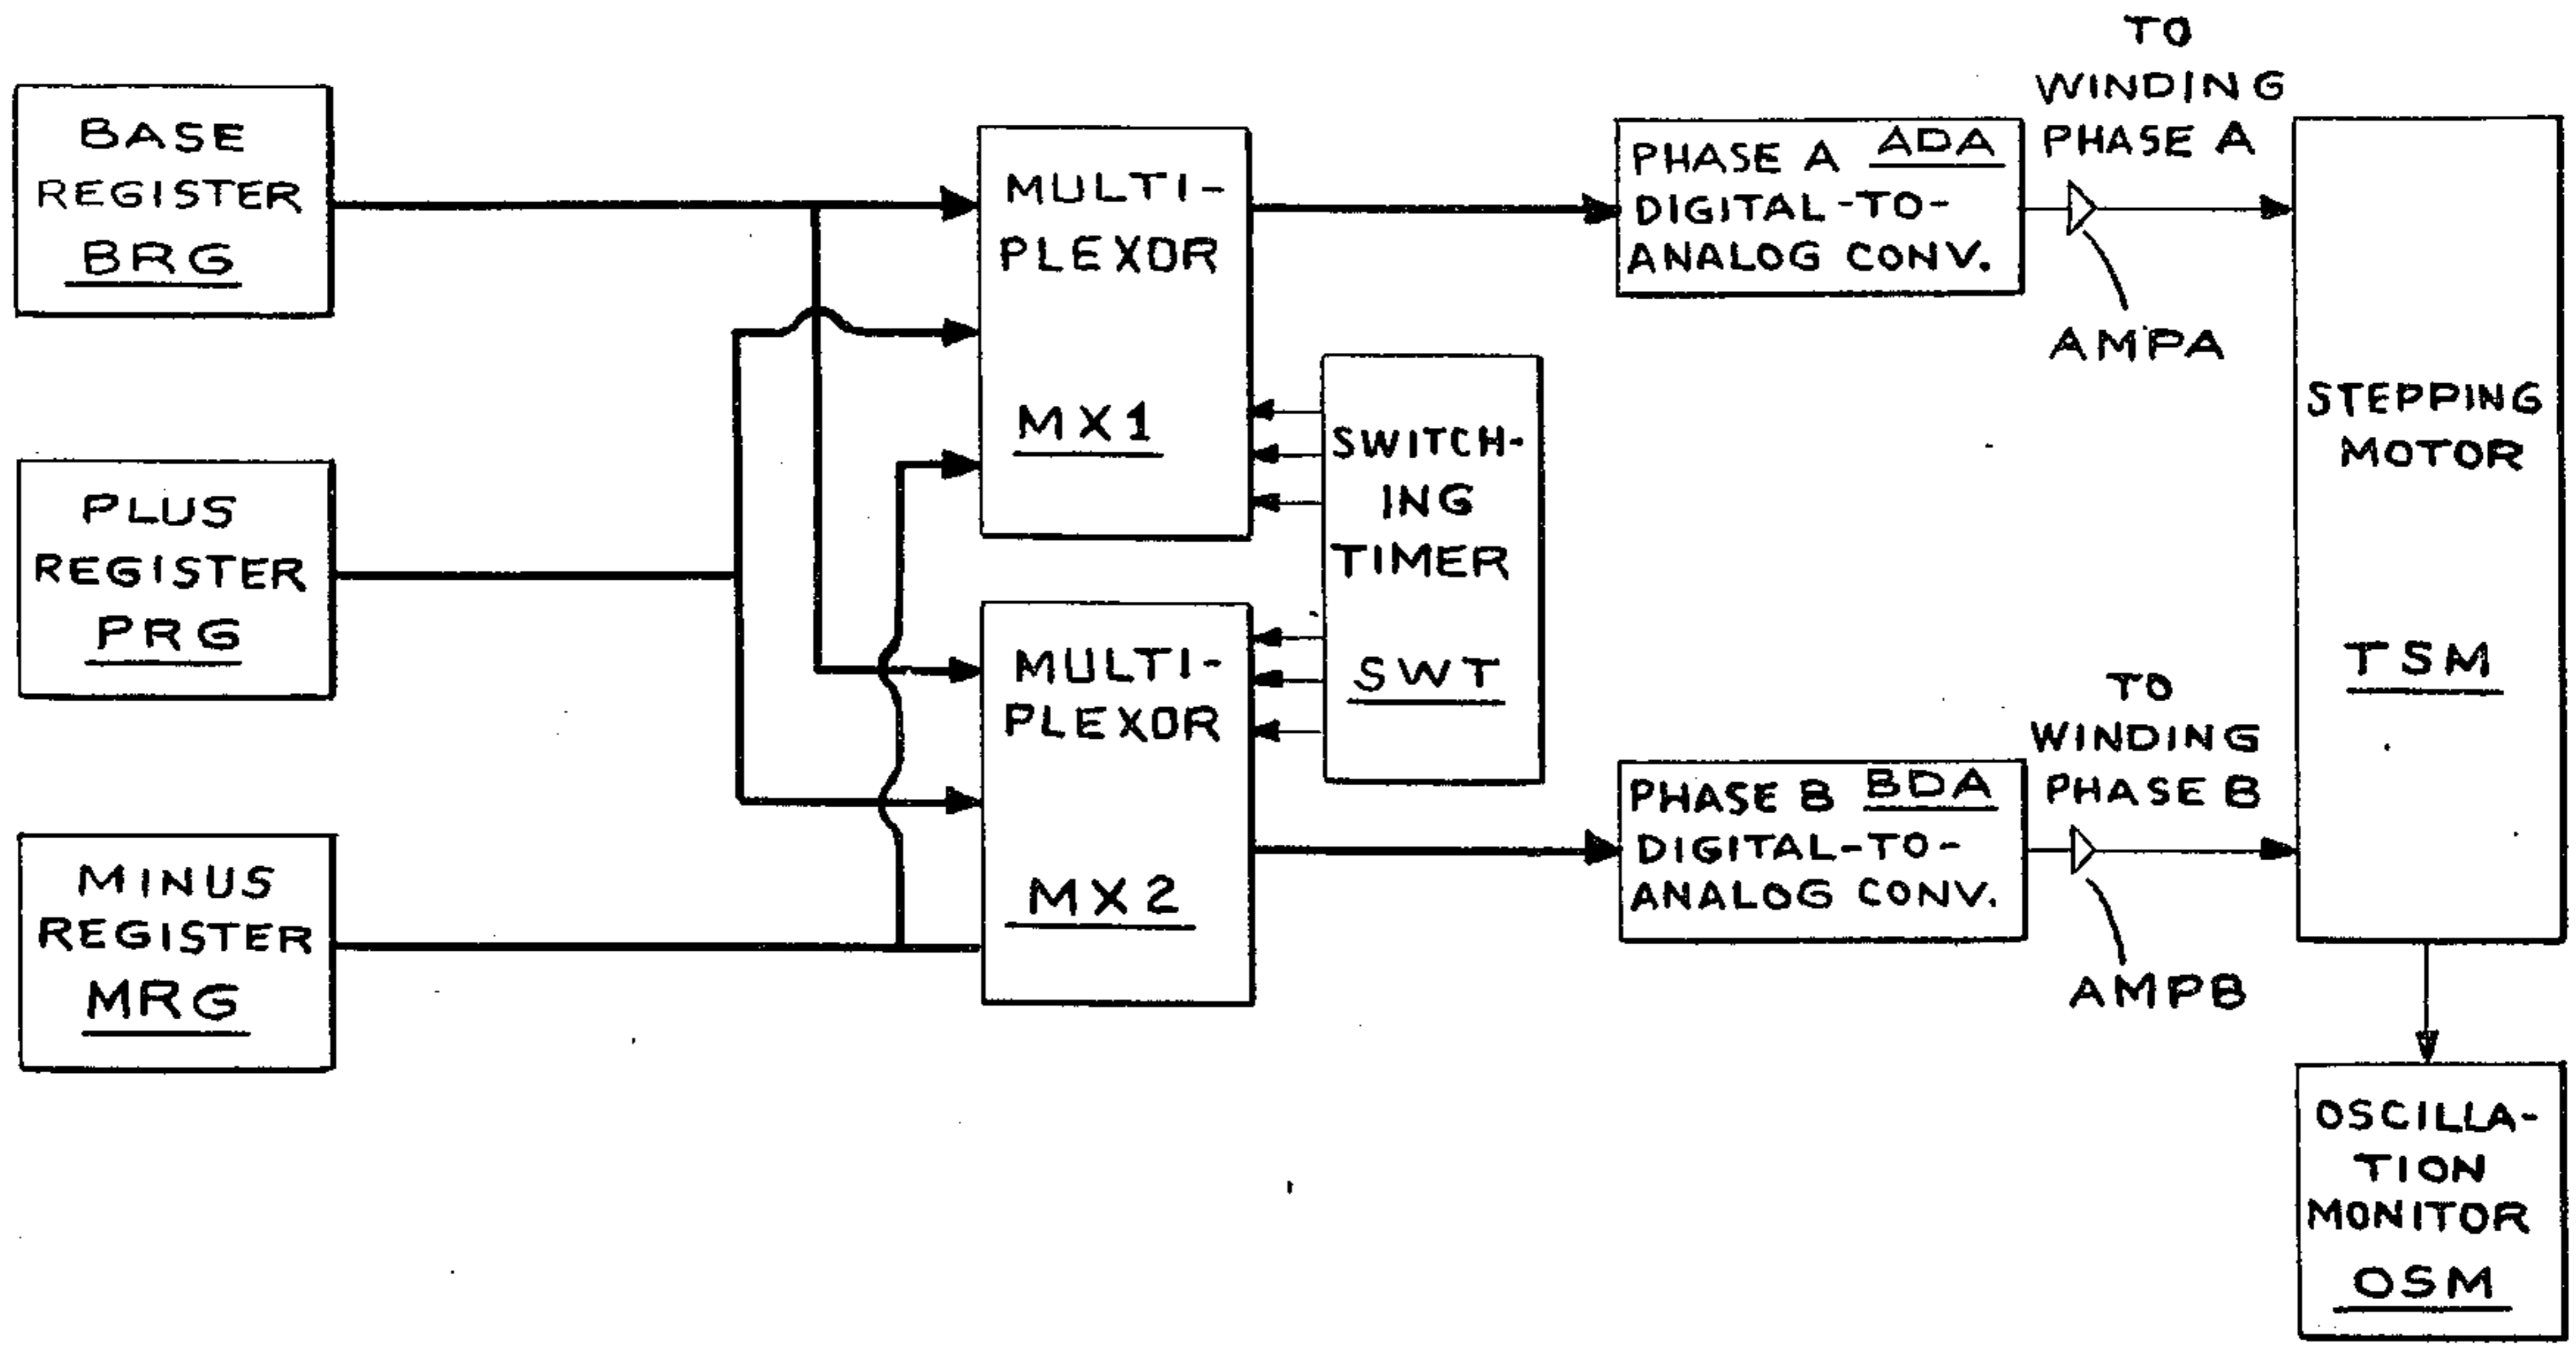 BASE
REGISTER
BRG
PLUS
REGISTER
PRG
MINUS
REGISTER
MRG
MULTI-
PLEXOR
MX1
MULTI-
PLEXOR
MX2
SWITCH-
ING
TIMER
SWT
PHASE A ADA
DIGITAL-TO-
ANALOG CONV.
PHASE B BDA
DIGITAL-TO-
ANALOG CONV.
TO
WINDING
PHASE A
AMPA
TO
WINDING
PHASE B
AMPB
STEPPING
MOTOR
TSM
OSCILLA-
TION
MONITOR
OSM